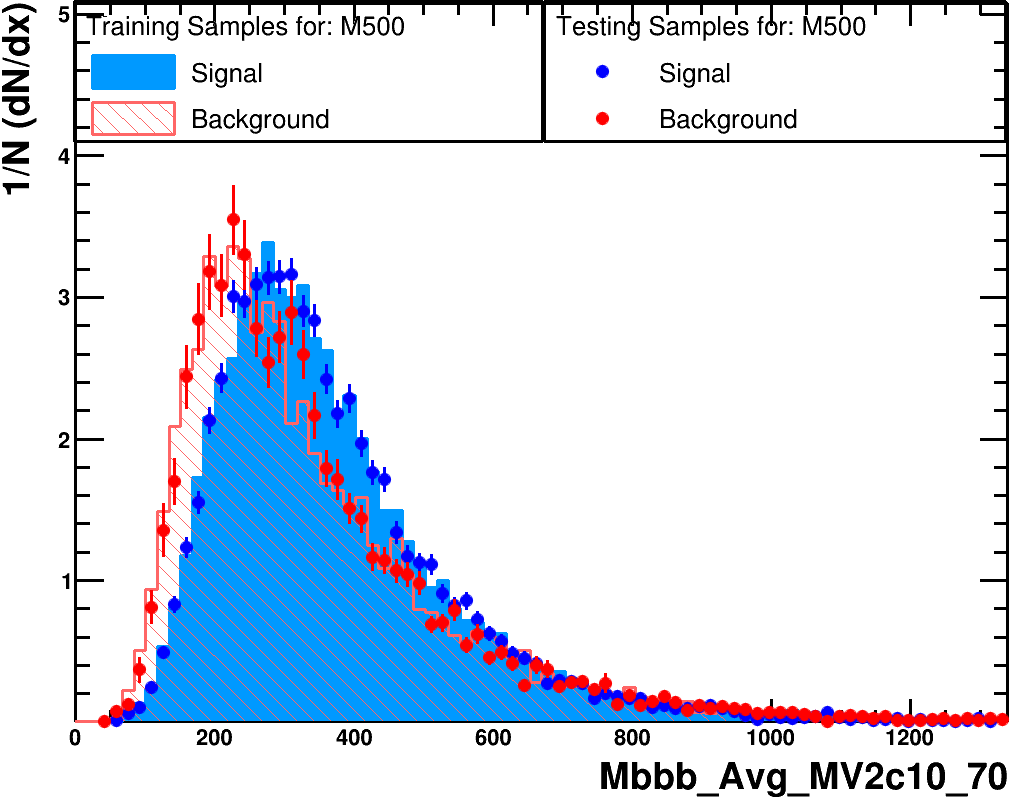 5
Training Samples for: M500
Testing Samples for: M500
Signal
Signal
Background
Background
1/N (dN/dx)
4
3
2
1
0
200
400
600
800
1000
1200
Mbbb_Avg_MV2c10_70